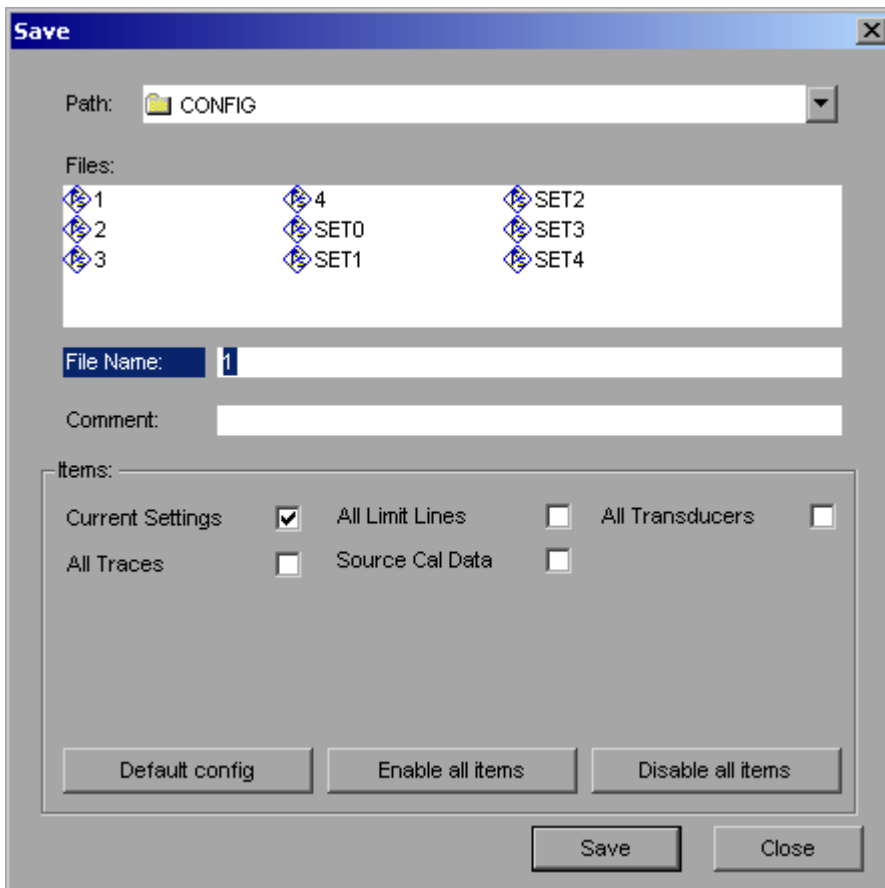 Save
Path: CONFIG
Files:
1 4 SET2
2 SET0 SET3
3 SET1 SET4
File Name: 1
Comment:
Items:
Current Settings All Limit Lines All Transducers
All Traces Source Cal Data
Default config Enable all items Disable all items
Save Close